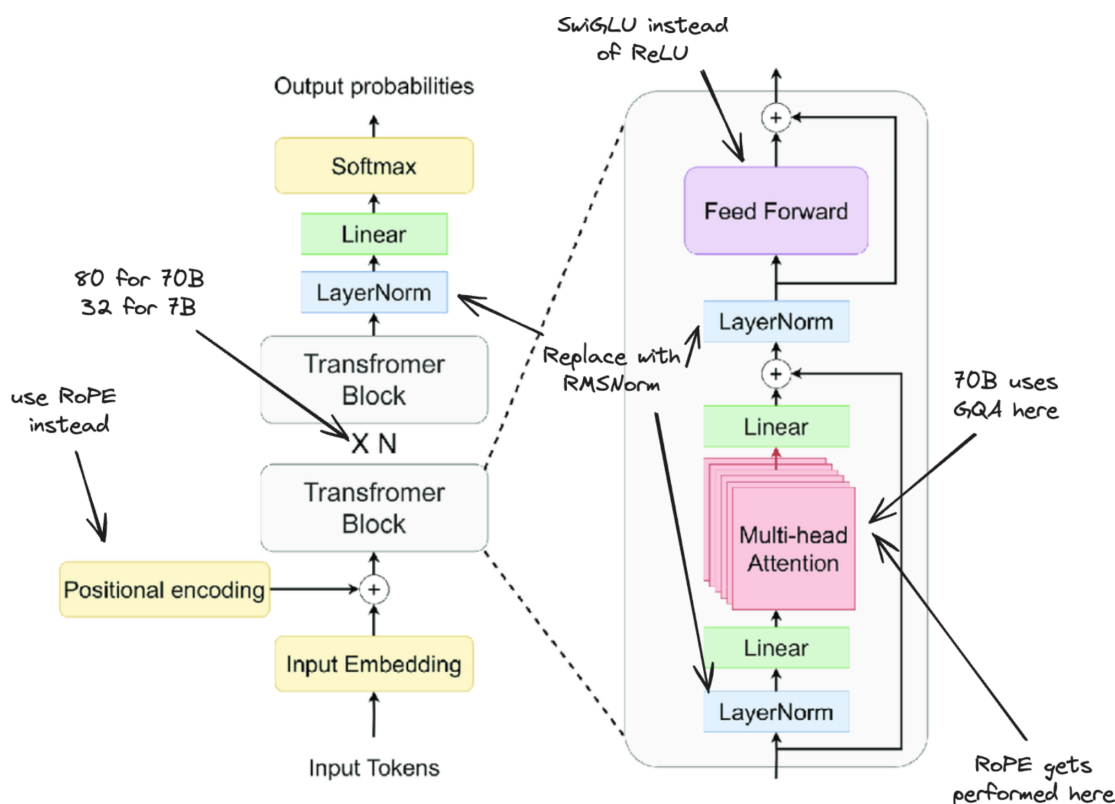 SwiGLU instead
of ReLU
Output probabilities
Softmax
Linear
LayerNorm
80 for 70B
32 for 7B
Transfromer
Block
X N
use RoPE
instead
Transfromer
Block
Positional encoding
+
Input Embedding
Input Tokens
+
Feed Forward
LayerNorm
Replace with
RMSNorm
+
Linear
70B uses
GQA here
Multi-head
Attention
Linear
LayerNorm
RoPE gets
performed here